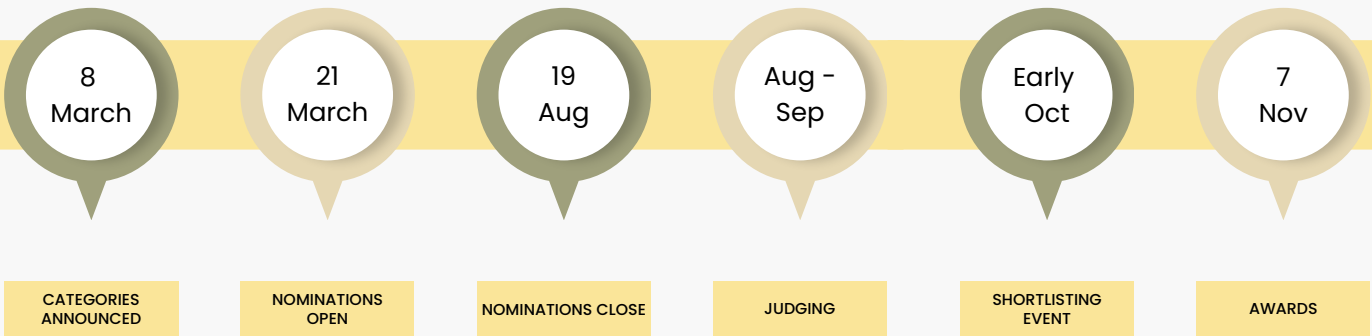 8
March
21
March
19
Aug
Aug -
Sep
Early
Oct
7
Nov
CATEGORIES
ANNOUNCED
NOMINATIONS
OPEN
NOMINATIONS CLOSE
JUDGING
SHORTLISTING
EVENT
AWARDS